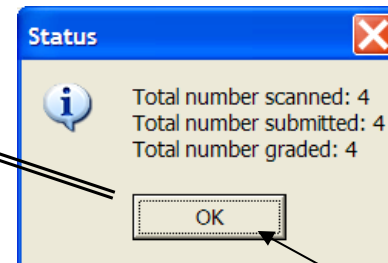 Status
Total number scanned: 4
Total number submitted: 4
Total number graded: 4
OK